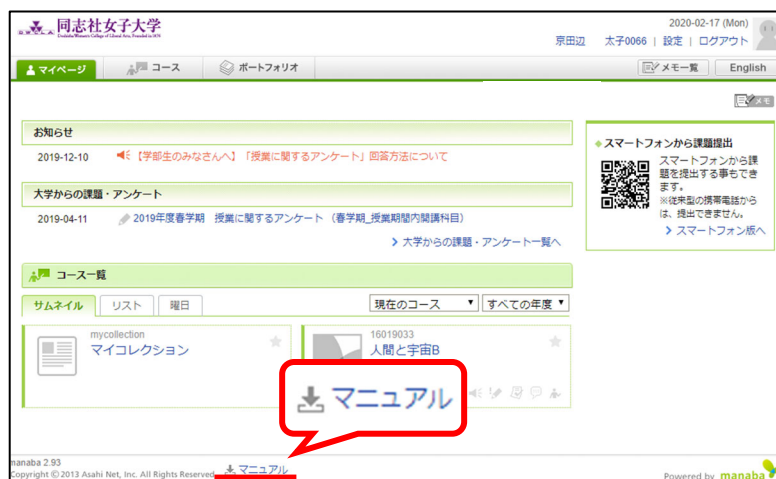 同志社女子大学
2020-02-17 (Mon)
京田辺 太子0066 | 設定 | ログアウト
マイページ
コース
ポートフォリオ
メモ一覧
English
メモ
お知らせ
2019-12-10 【学部生のみなさんへ】「授業に関するアンケート」回答方法について
大学からの課題・アンケート
2019-04-11 2019年度春学期 授業に関するアンケート (春学期_授業期間内開講科目)
大学からの課題・アンケート一覧へ
スマートフォンから課題提出
スマートフォンから課
題を提出する事もでき
ます。
※従来型の携帯電話から
は、提出できません。
スマートフォン版へ
コース一覧
サムネイル
リスト
曜日
現在のコース
すべての年度
mycollection
マイコレクション
16019033
人間と宇宙B
マニュアル
manaba 2.93
Copyright © 2013 Asahi Net, Inc. All Rights Reserved.
マニュアル
Powered by manaba